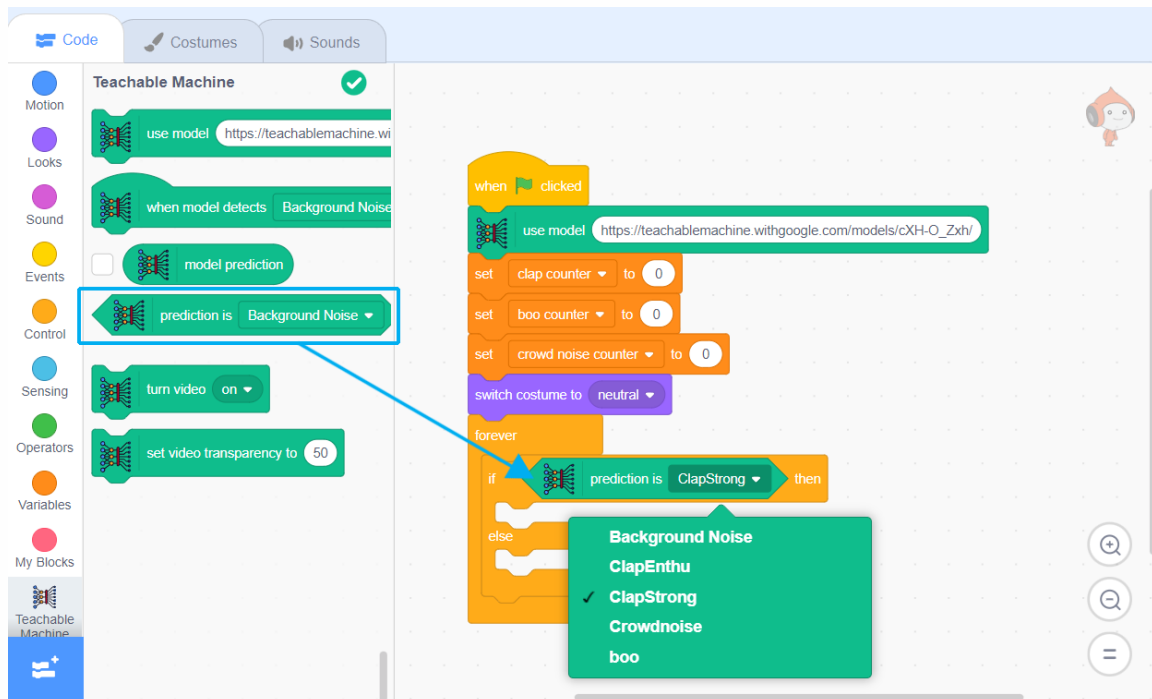 Code
Costumes
Sounds
Motion
Looks
Sound
Events
Control
Sensing
Operators
Variables
My Blocks
Teachable
Machine
Teachable Machine
use model https://teachablemachine.wi
when model detects Background Noise
model prediction
prediction is Background Noise
turn video on
set video transparency to 50
when clicked
use model https://teachablemachine.withgoogle.com/models/cXH-O_Zxh/
set clap counter to 0
set boo counter to 0
set crowd noise counter to 0
switch costume to neutral
forever
if prediction is ClapStrong then
else
Background Noise
ClapEnthu
ClapStrong
Crowdnoise
boo